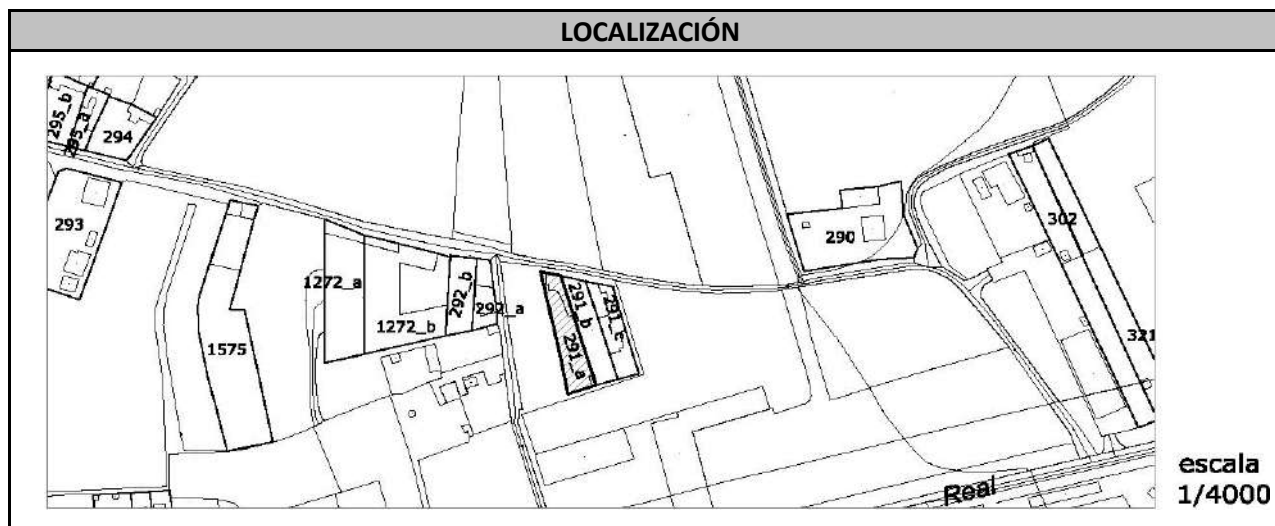 LOCALIZACIÓN
295_b
295_a
294
293
1575
1272_a
1272_b
292_b
292_a
291_a
291_b
291_c
290
302
321
Real
escala
1/4000